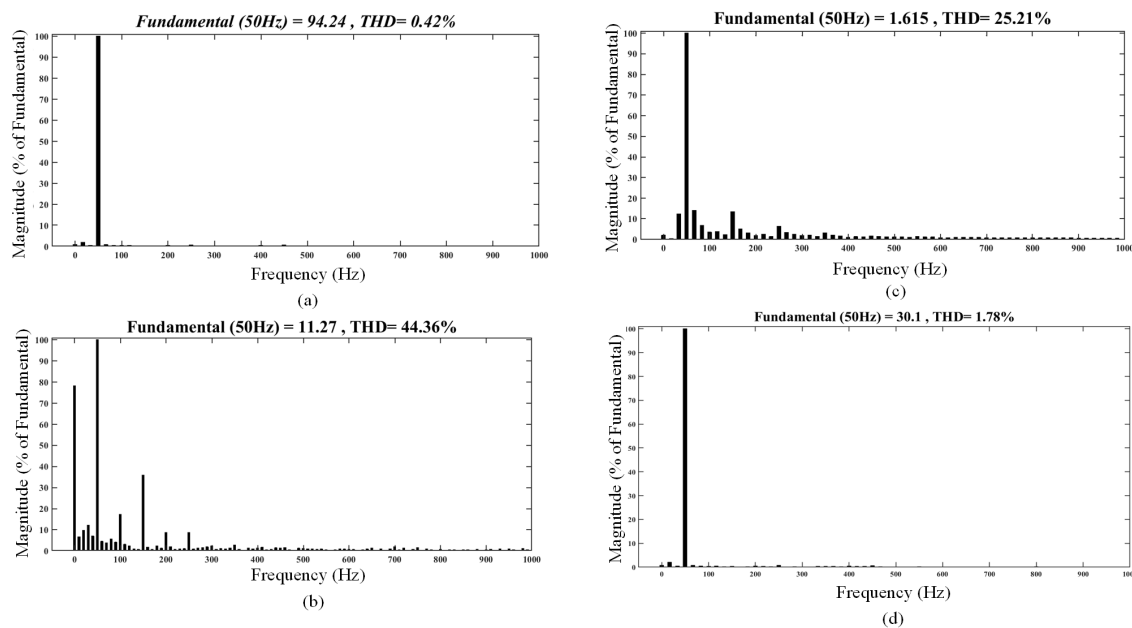 Fundamental (50Hz) = 94.24 , THD= 0.42%
Magnitude (% of Fundamental)
100
90
80
70
60
50
40
30
20
10
0
0 100 200 300 400 500 600 700 800 900 1000
Frequency (Hz)
(a)
Fundamental (50Hz) = 11.27 , THD= 44.36%
Magnitude (% of Fundamental)
100
90
80
70
60
50
40
30
20
10
0
0 100 200 300 400 500 600 700 800 900 1000
Frequency (Hz)
(b)
Fundamental (50Hz) = 1.615 , THD= 25.21%
Magnitude (% of Fundamental)
100
90
80
70
60
50
40
30
20
10
0
0 100 200 300 400 500 600 700 800 900 1000
Frequency (Hz)
(c)
Fundamental (50Hz) = 30.1 , THD= 1.78%
Magnitude (% of Fundamental)
100
90
80
70
60
50
40
30
20
10
0
0 100 200 300 400 500 600 700 800 900 1000
Frequency (Hz)
(d)